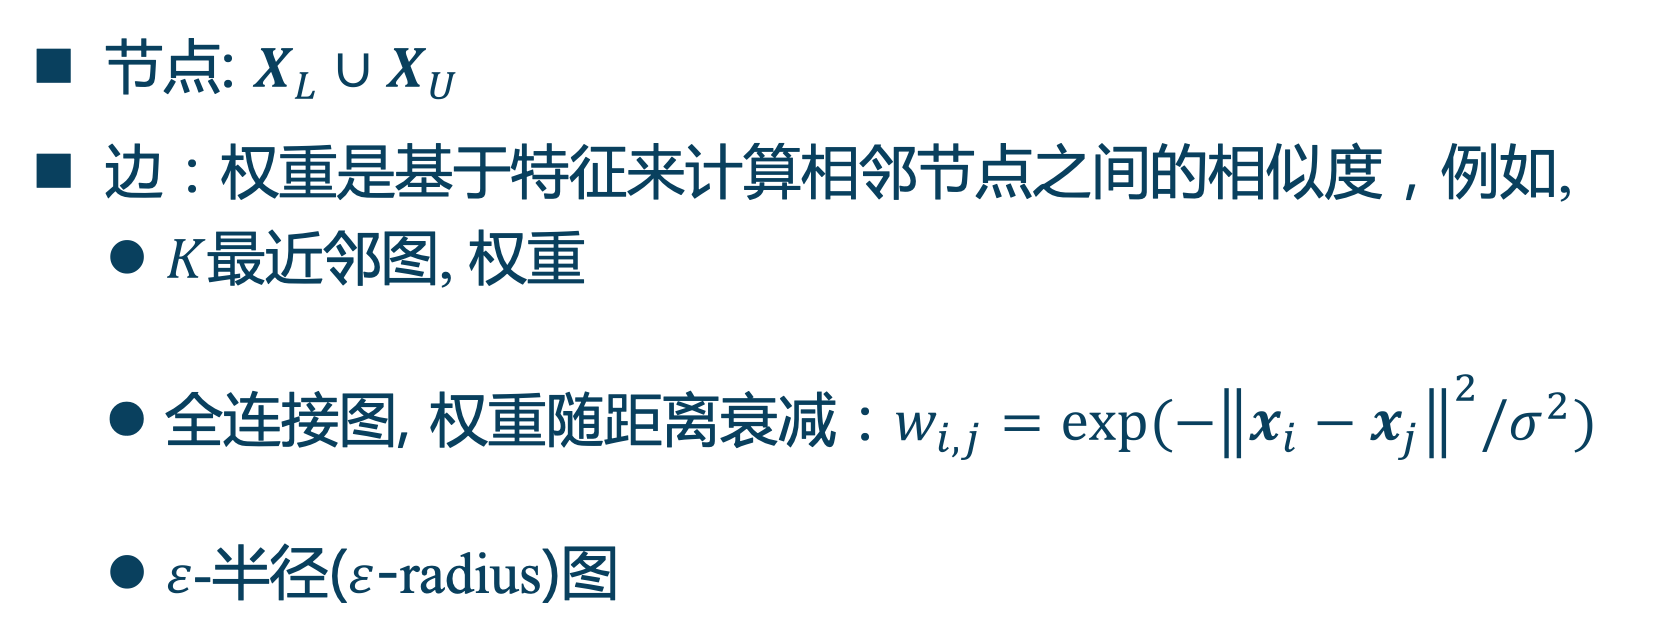 ■ 节点: X_L ∪ X_U
■ 边：权重是基于特征来计算相邻节点之间的相似度，例如,
● K最近邻图, 权重
● 全连接图, 权重随距离衰减：w_{i,j} = exp(−‖x_i − x_j‖²/σ²)
● ε-半径(ε-radius)图